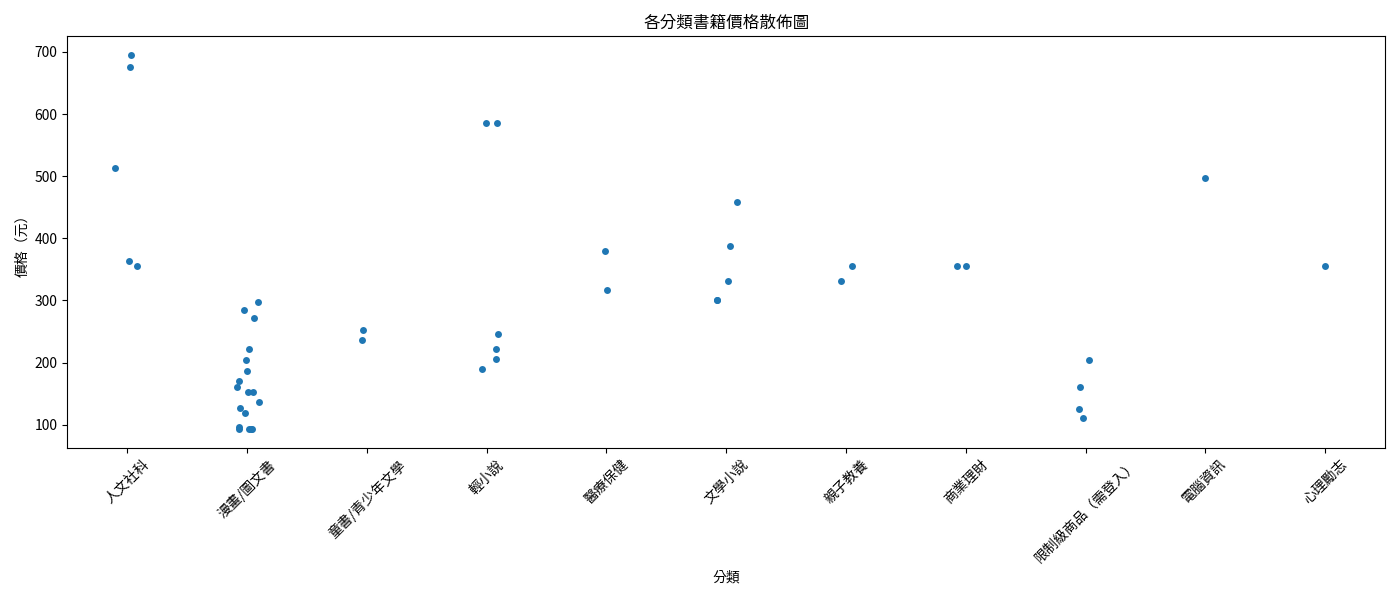 各分類書籍價格散佈圖
價格（元）
700
600
500
400
300
200
100
人文社科
漫畫/圖文書
童書/青少年文學
輕小說
醫療保健
文學小說
親子教養
商業理財
限制級商品（需登入）
電腦資訊
心理勵志
分類